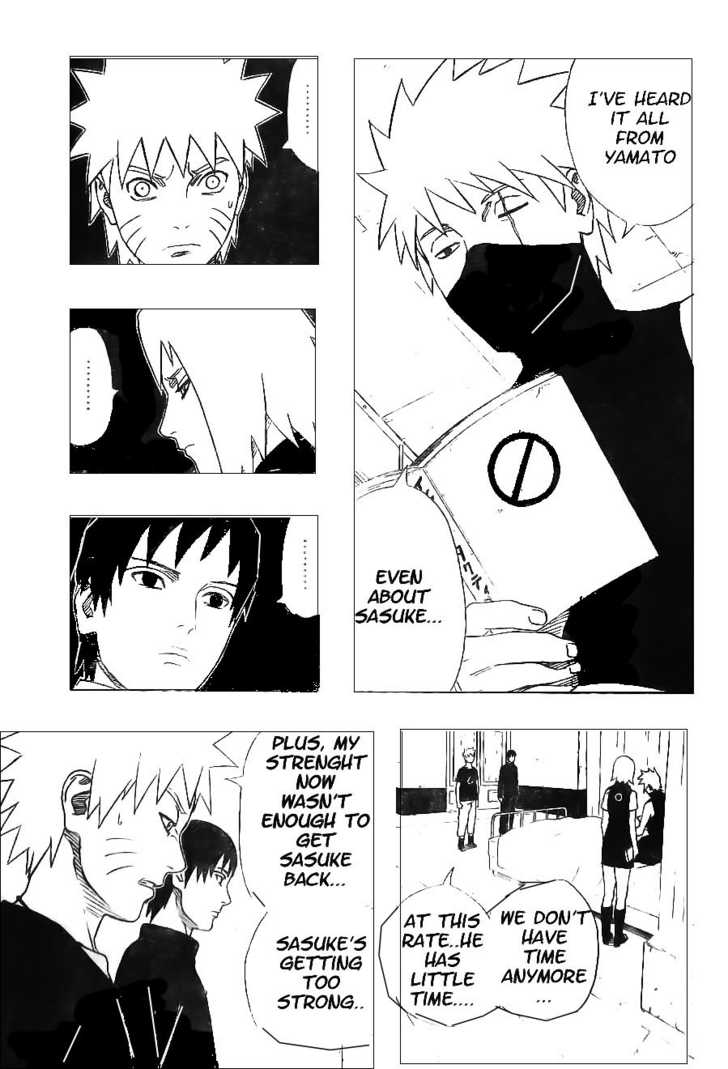 I'VE HEARD
IT ALL
FROM
YAMATO
EVEN
ABOUT
SASUKE...
.........
..........
.........
WE DON'T
HAVE
TIME
ANYMORE
...
AT THIS
RATE..HE
HAS
LITTLE
TIME....
PLUS, MY
STRENGHT
NOW
WASN'T
ENOUGH TO
GET
SASUKE
BACK...
SASUKE'S
GETTING
TOO
STRONG..